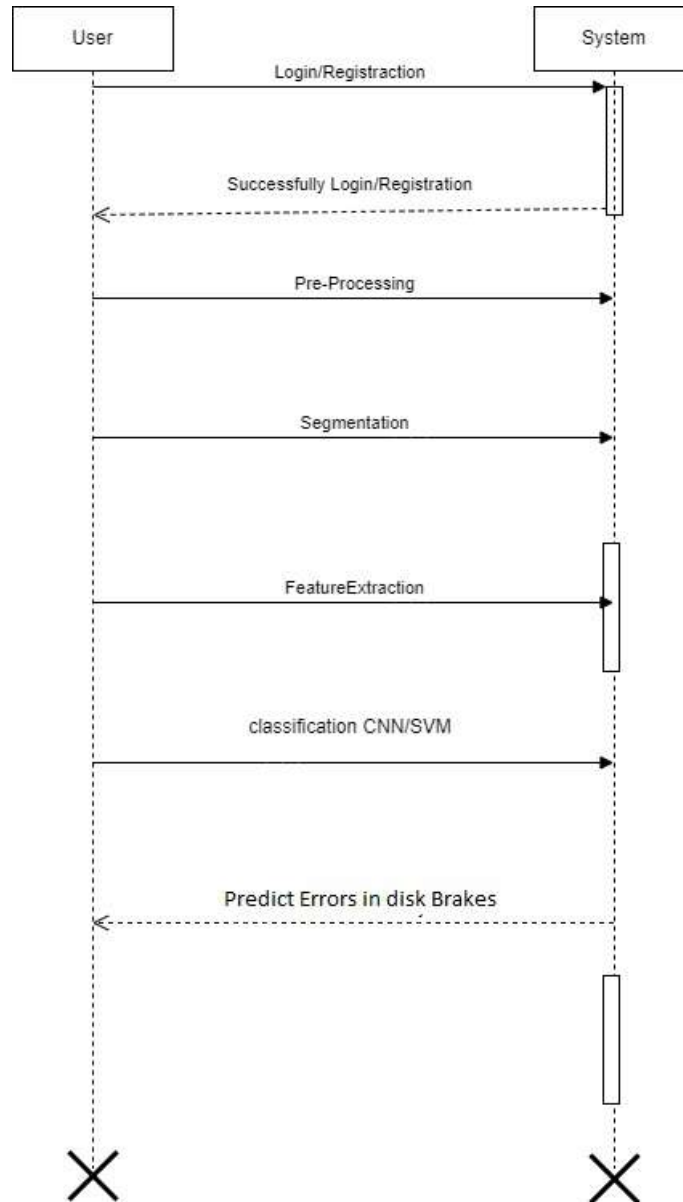 User
System
Login/Registraction
Successfully Login/Registration
Pre-Processing
Segmentation
FeatureExtraction
classification CNN/SVM
Predict Errors in disk Brakes